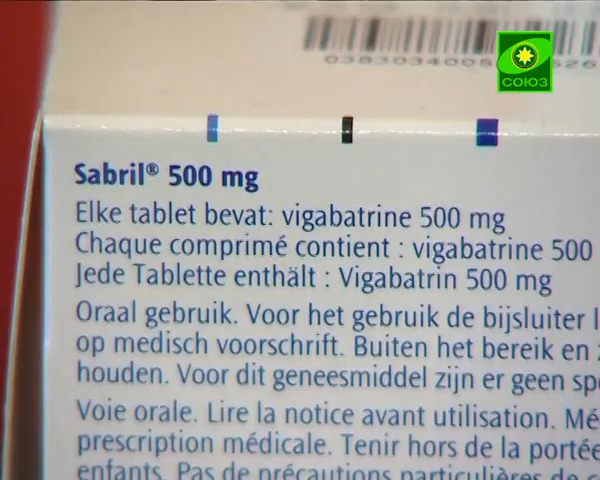 СОЮЗ
Sabril® 500 mg
Elke tablet bevat: vigabatrine 500 mg
Chaque comprimé contient : vigabatrine 500
Jede Tablette enthält : Vigabatrin 500 mg
Oraal gebruik. Voor het gebruik de bijsluiter
op medisch voorschrift. Buiten het bereik en
houden. Voor dit geneesmiddel zijn er geen
Voie orale. Lire la notice avant utilisation.
prescription médicale. Tenir hors de la portée
enfants. Pas de précautions particulières de